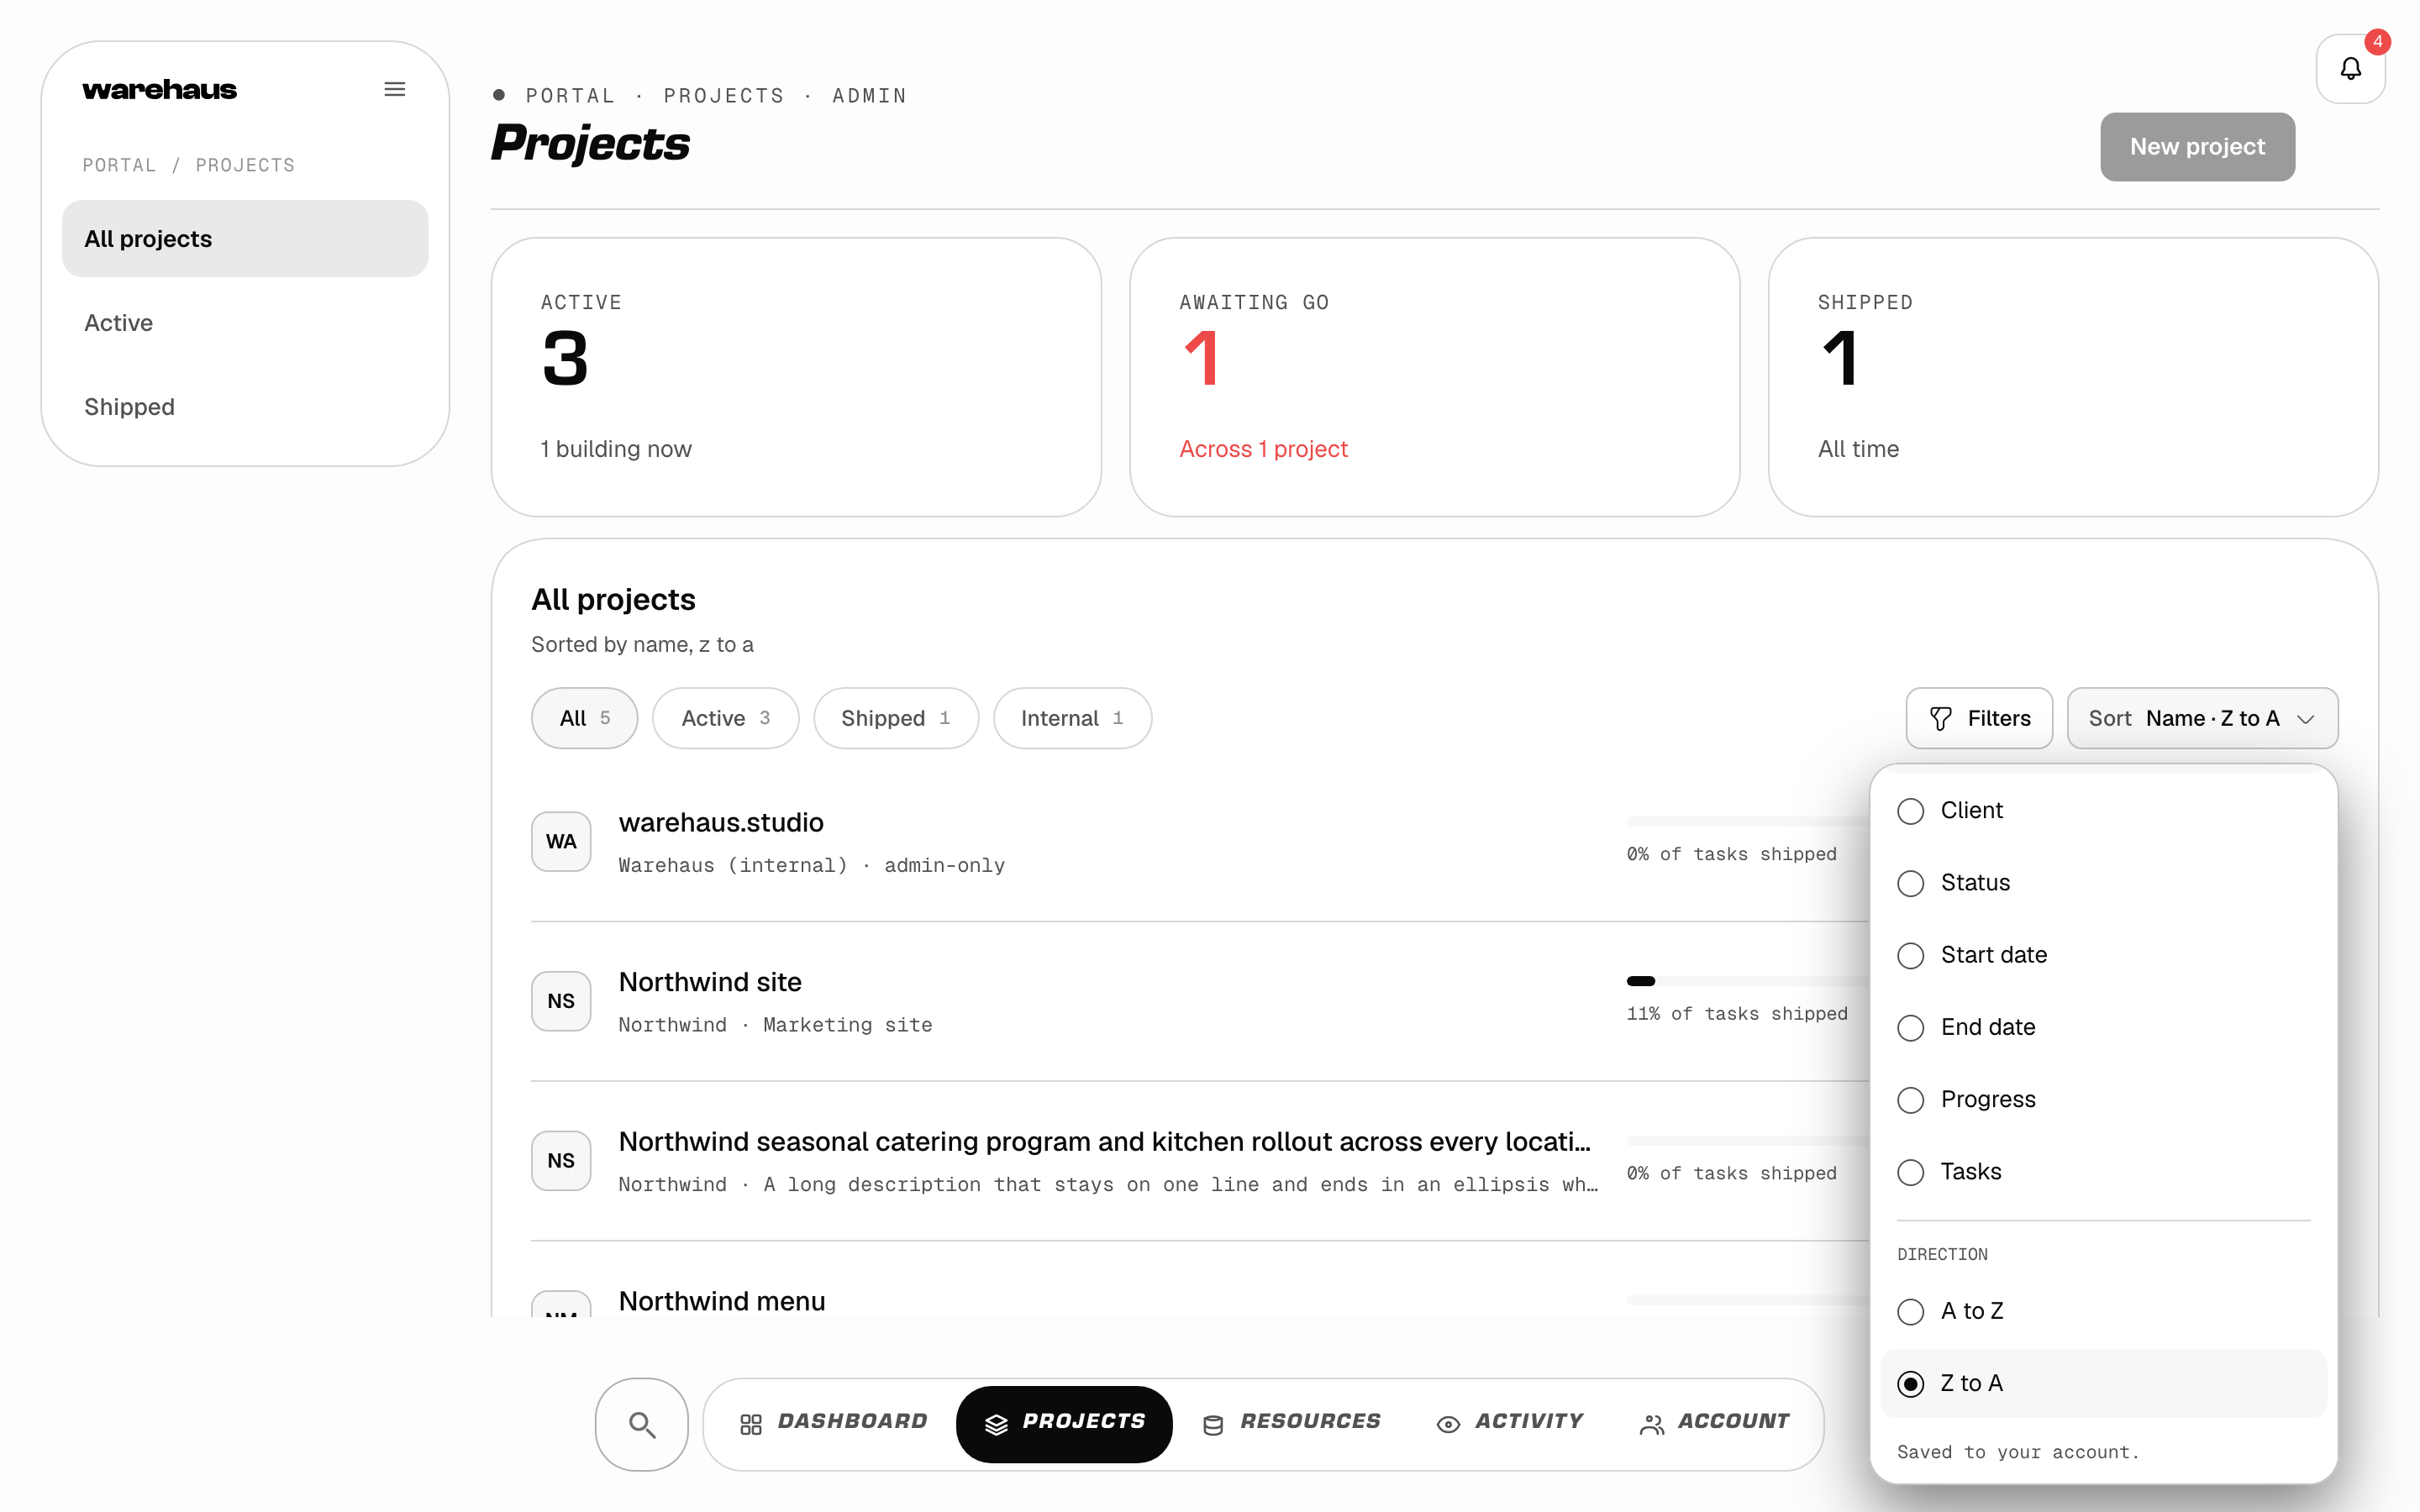 warehaus
PORTAL / PROJECTS
All projects
Active
Shipped
PORTAL · PROJECTS · ADMIN
Projects
4
New project
ACTIVE
3
1 building now
AWAITING GO
1
Across 1 project
SHIPPED
1
All time
All projects
Sorted by name, z to a
All 5
Active 3
Shipped 1
Internal 1
Filters
Sort Name · Z to A
WA
warehaus.studio
Warehaus (internal) · admin-only
0% of tasks shipped
NS
Northwind site
Northwind · Marketing site
11% of tasks shipped
NS
Northwind seasonal catering program and kitchen rollout across every locati…
Northwind · A long description that stays on one line and ends in an ellipsis wh…
0% of tasks shipped
NM
Northwind menu
Client
Status
Start date
End date
Progress
Tasks
DIRECTION
A to Z
Z to A
Saved to your account.
DASHBOARD
PROJECTS
RESOURCES
ACTIVITY
ACCOUNT